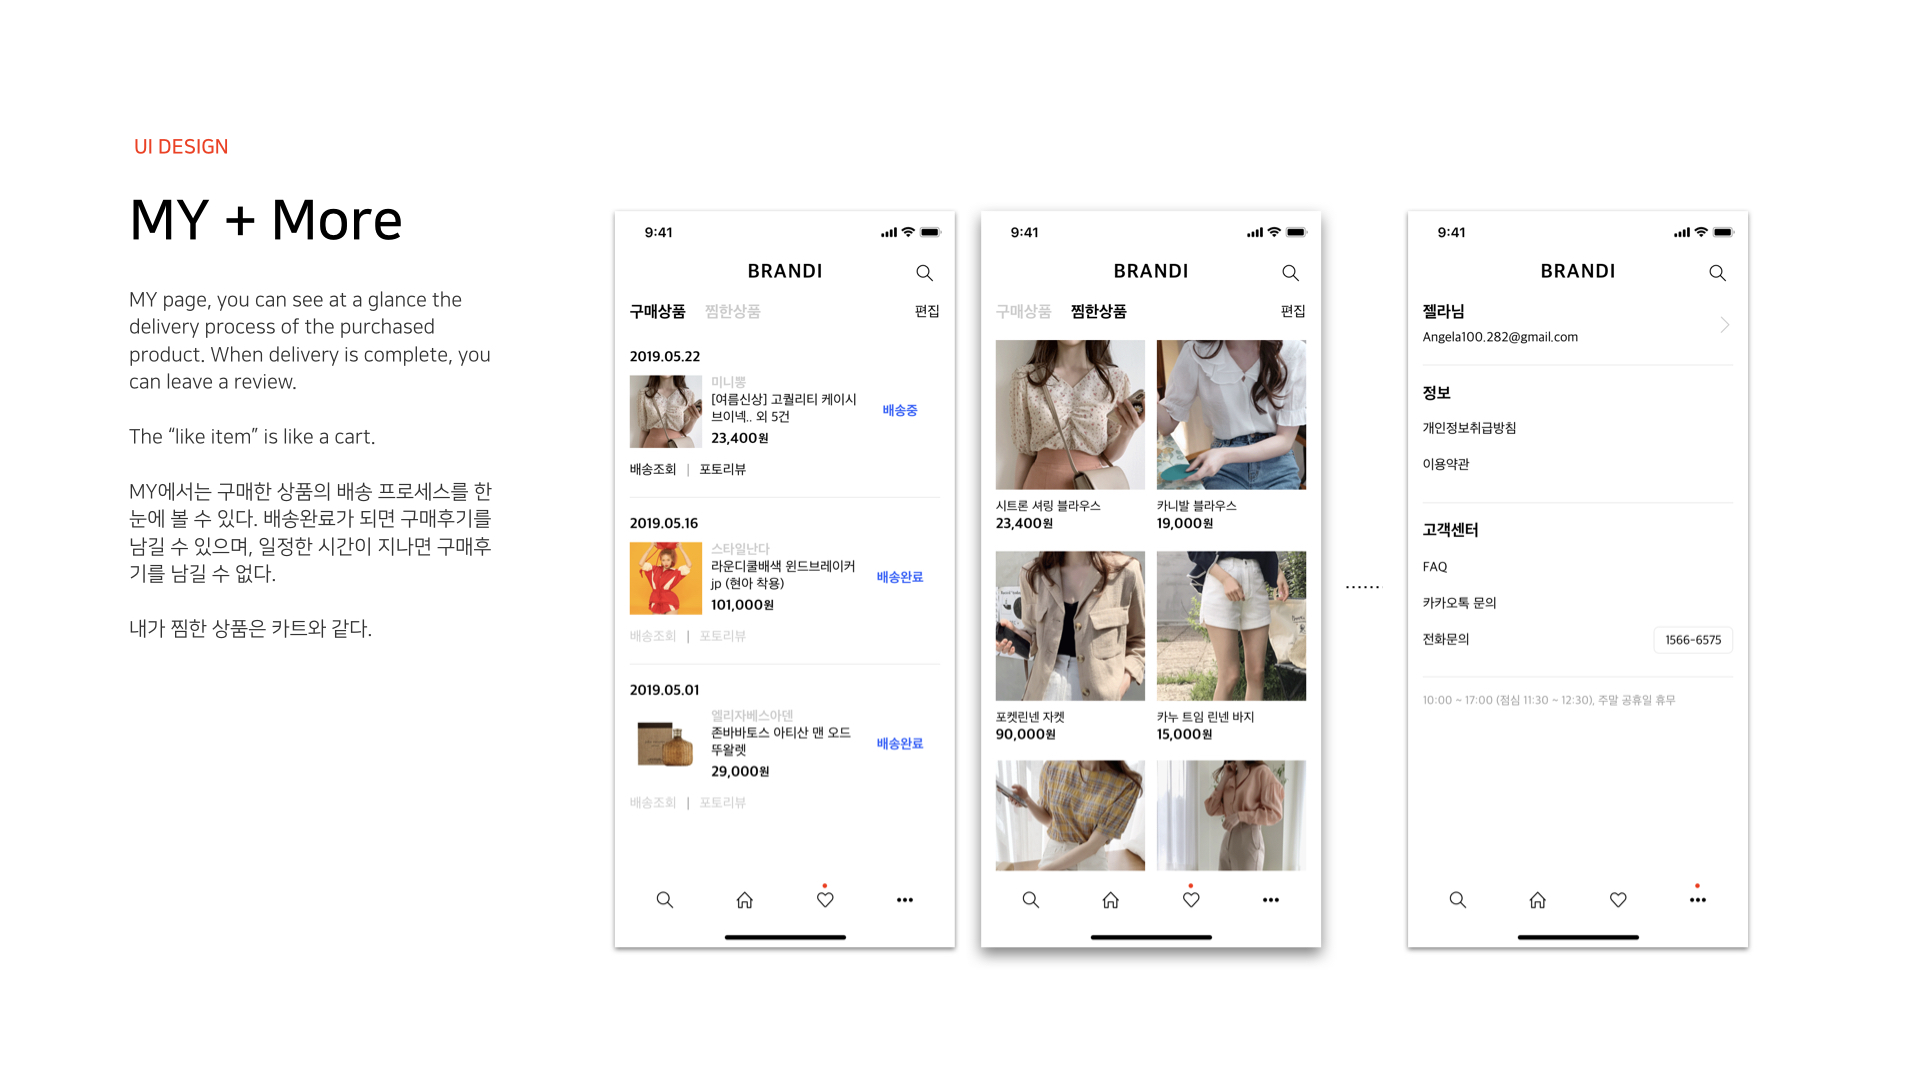 UI DESIGN
MY + More
MY page, you can see at a glance the
delivery process of the purchased
product. When delivery is complete, you
can leave a review.
The “like item” is like a cart.
MY에서는 구매한 상품의 배송 프로세스를 한
눈에 볼 수 있다. 배송완료가 되면 구매후기를
남길 수 있으며, 일정한 시간이 지나면 구매후
기를 남길 수 없다.
내가 찜한 상품은 카트와 같다.
9:41
BRANDI
구매상품 찜한상품 편집
2019.05.22
미니뽕
[여름신상] 고퀄리티 케이시
브이넥.. 외 5건
23,400원
배송중
배송조회 | 포토리뷰
2019.05.16
스타일난다
라운디쿨배색 윈드브레이커
jp (현아 착용)
101,000원
배송완료
배송조회 | 포토리뷰
2019.05.01
엘리자베스아덴
존바바토스 아티산 맨 오드
뚜왈렛
29,000원
배송완료
배송조회 | 포토리뷰
9:41
BRANDI
구매상품 찜한상품 편집
시트론 셔링 블라우스
23,400원
카니발 블라우스
19,000원
포켓린넨 자켓
90,000원
카누 트임 린넨 바지
15,000원
......
9:41
BRANDI
젤라님
Angela100.282@gmail.com
정보
개인정보취급방침
이용약관
고객센터
FAQ
카카오톡 문의
전화문의 1566-6575
10:00 ~ 17:00 (점심 11:30 ~ 12:30), 주말 공휴일 휴무